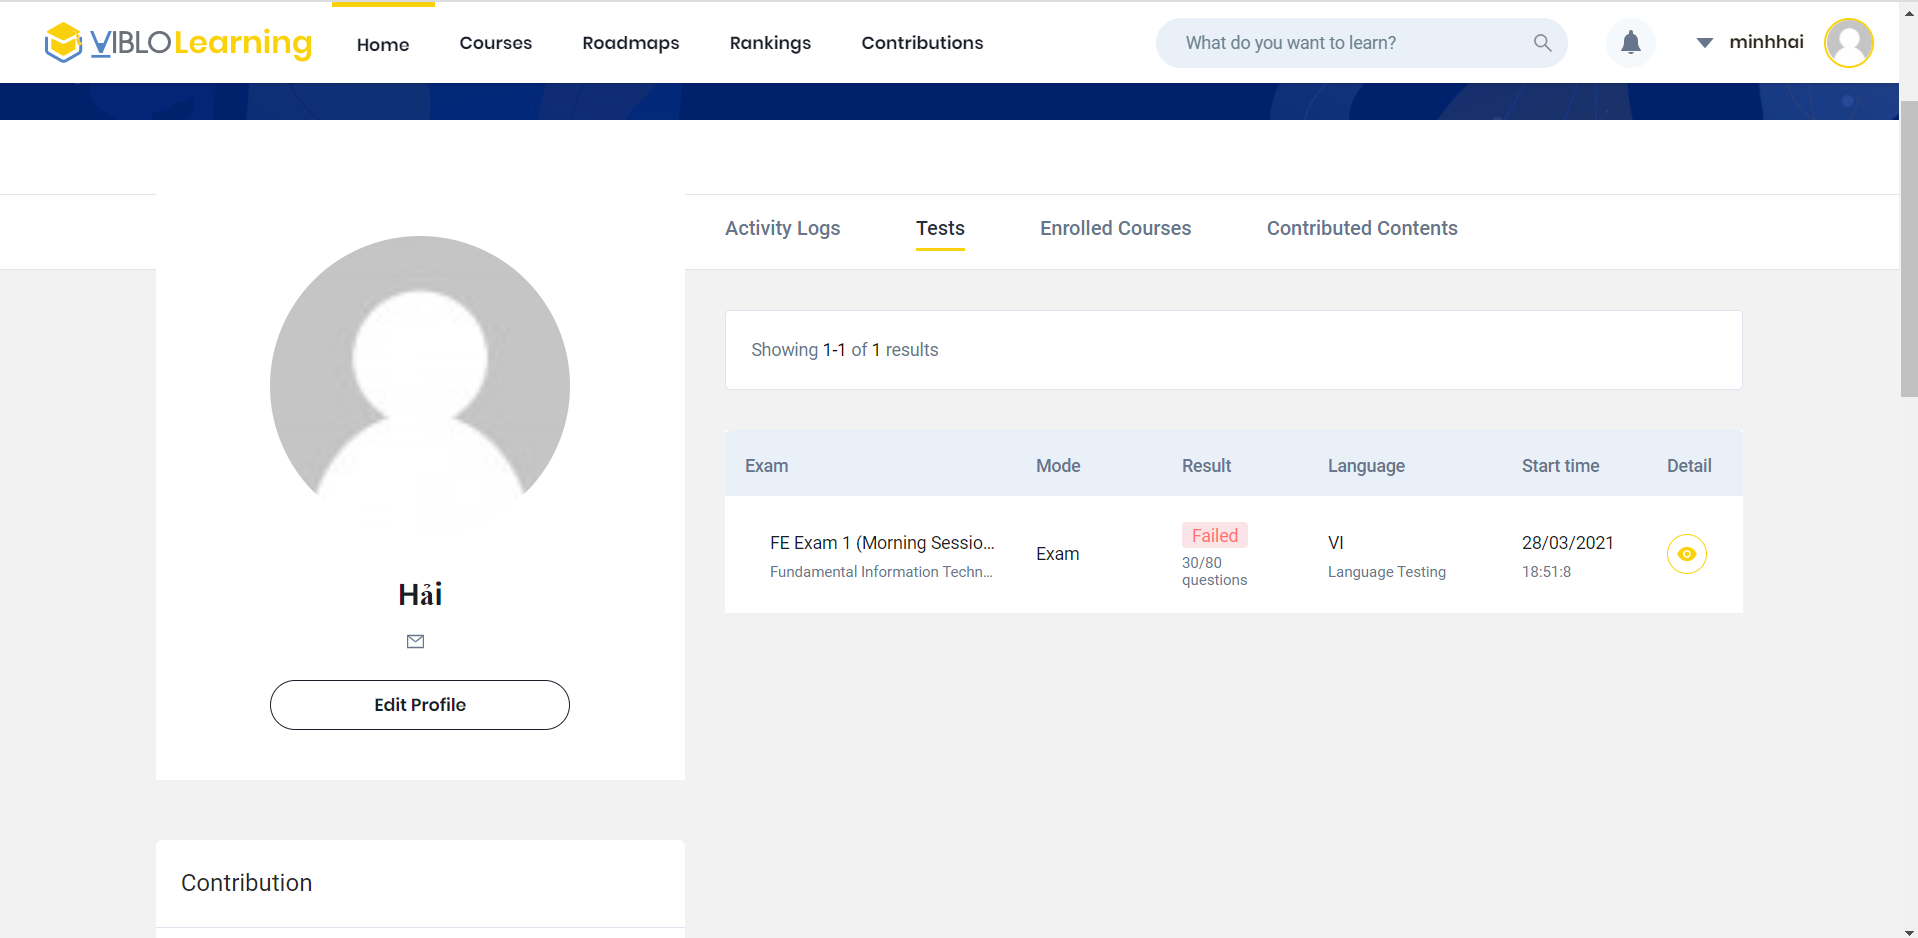 VIBLO Learning
Home Courses Roadmaps Rankings Contributions
What do you want to learn?
minhhai
Activity Logs Tests Enrolled Courses Contributed Contents
Showing 1-1 of 1 results
Exam Mode Result Language Start time Detail
FE Exam 1 (Morning Sessio...
Fundamental Information Techn...
Exam
Failed
30/80
questions
VI
Language Testing
28/03/2021
18:51:8
Hải
Edit Profile
Contribution